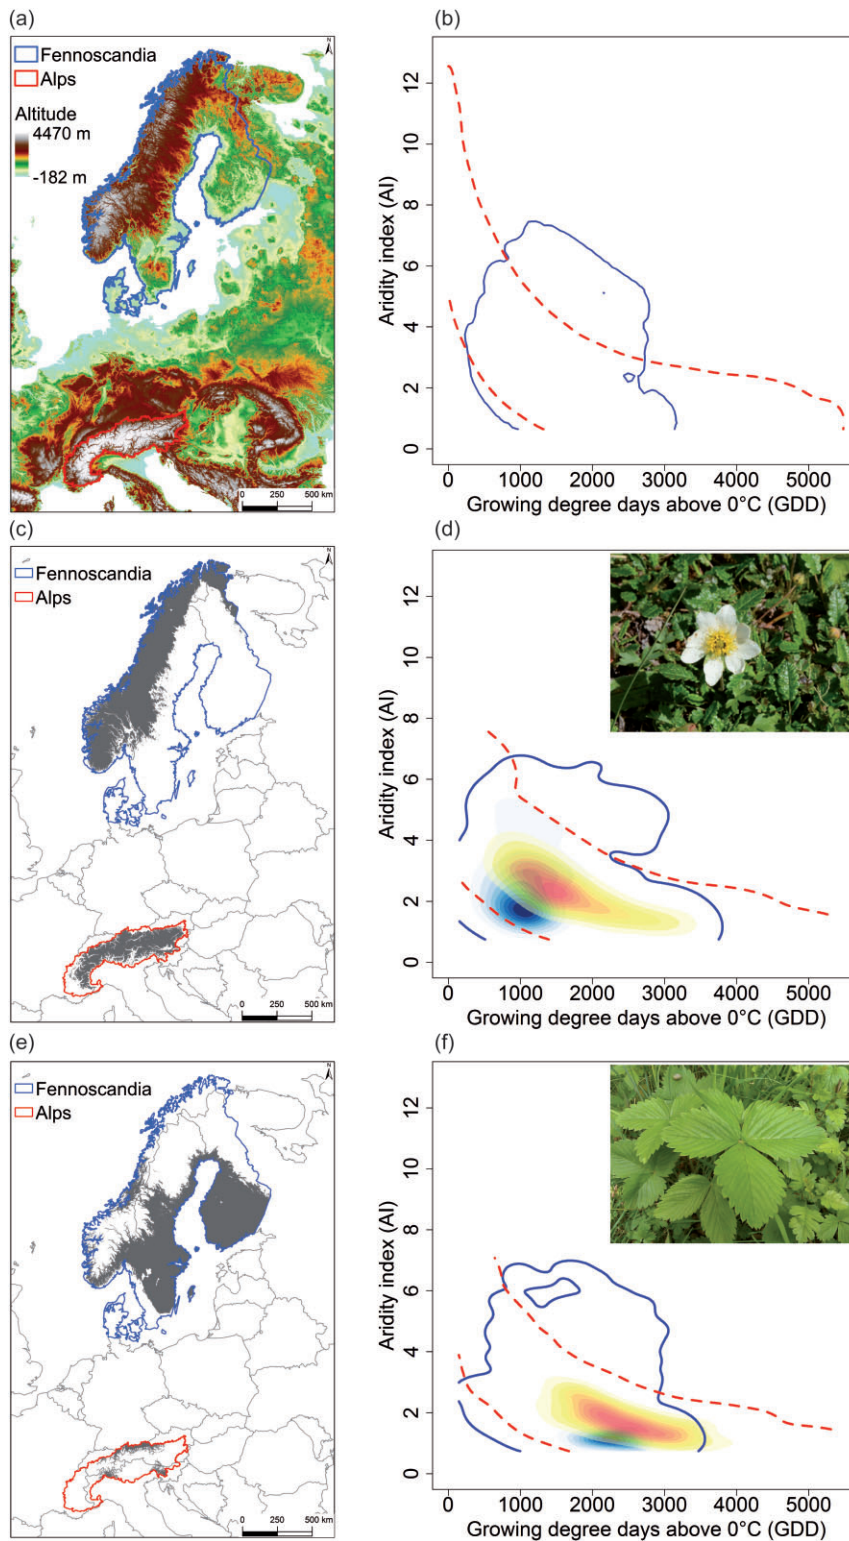 (a)
Fennoscandia
Alps
Altitude
4470 m
-182 m
N
0 250 500 km
(b)
Aridity index (AI)
12
10
8
6
4
2
0
0 1000 2000 3000 4000 5000
Growing degree days above 0°C (GDD)
(c)
Fennoscandia
Alps
N
0 250 500 km
(d)
Aridity index (AI)
12
10
8
6
4
2
0
0 1000 2000 3000 4000 5000
Growing degree days above 0°C (GDD)
(e)
Fennoscandia
Alps
N
0 250 500 km
(f)
Aridity index (AI)
12
10
8
6
4
2
0
0 1000 2000 3000 4000 5000
Growing degree days above 0°C (GDD)